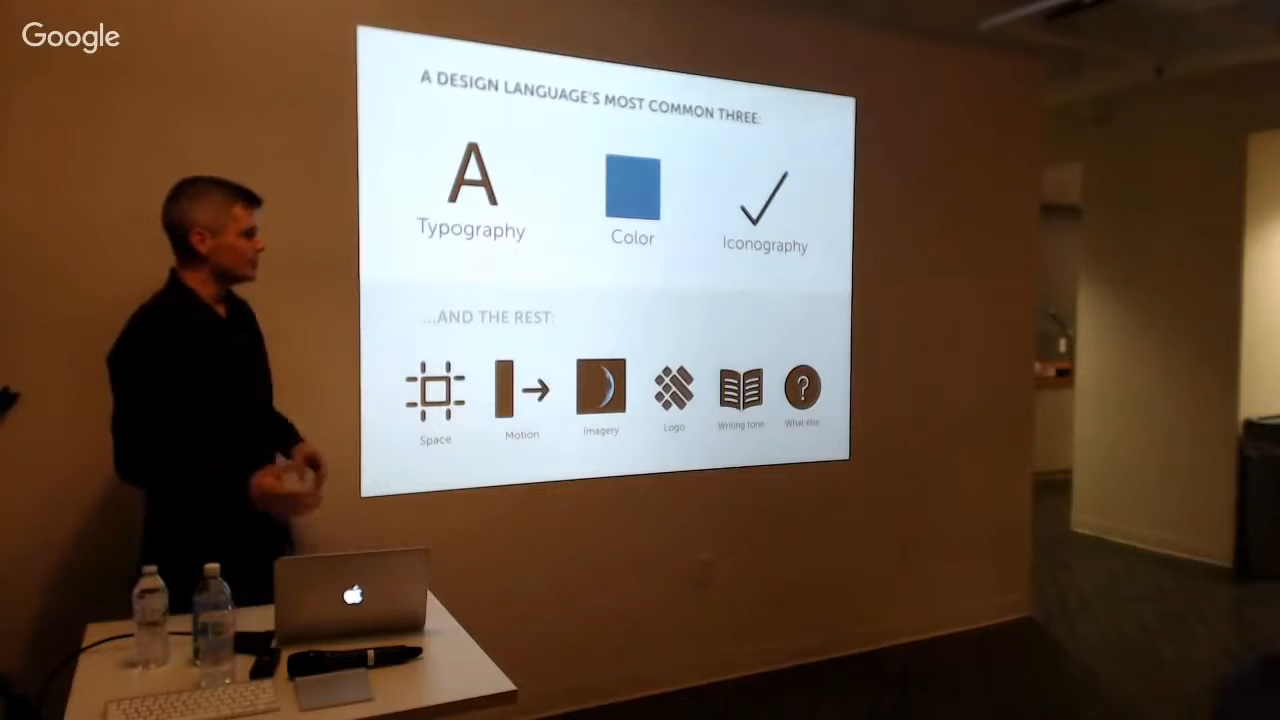 Google
A DESIGN LANGUAGE'S MOST COMMON THREE:
A
Typography
Color
Iconography
...AND THE REST:
?
Space
Motion
Imagery
Logo
Writing tone
What else